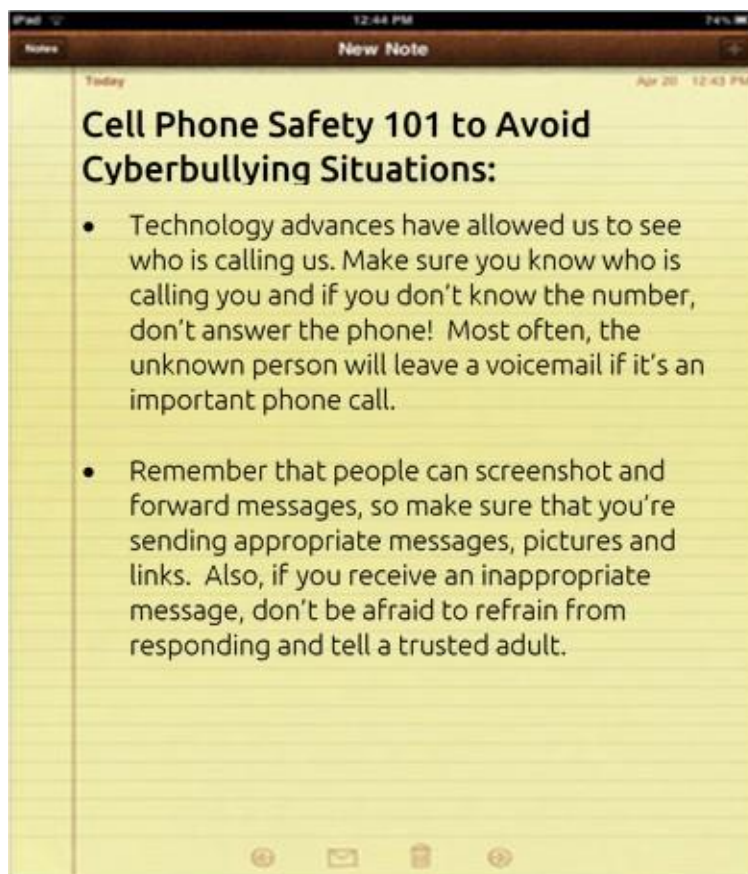 iPad 12:44 PM 74%
Notes New Note +
Today Apr 20 12:43 PM
Cell Phone Safety 101 to Avoid
Cyberbullying Situations:
• Technology advances have allowed us to see
who is calling us. Make sure you know who is
calling you and if you don't know the number,
don't answer the phone!  Most often, the
unknown person will leave a voicemail if it's an
important phone call.
• Remember that people can screenshot and
forward messages, so make sure that you're
sending appropriate messages, pictures and
links.  Also, if you receive an inappropriate
message, don't be afraid to refrain from
responding and tell a trusted adult.